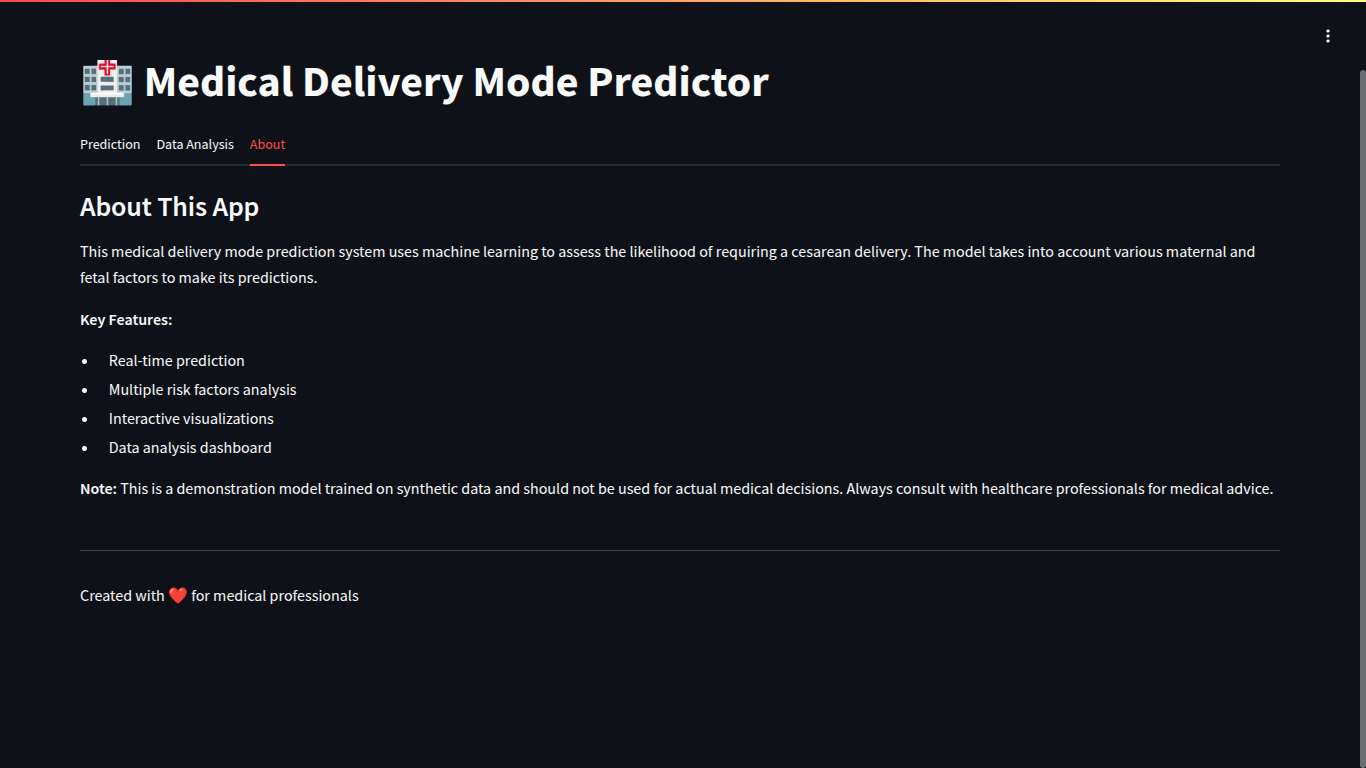 🏥 Medical Delivery Mode Predictor
Prediction Data Analysis About
About This App
This medical delivery mode prediction system uses machine learning to assess the likelihood of requiring a cesarean delivery. The model takes into account various maternal and
fetal factors to make its predictions.
Key Features:
• Real-time prediction
• Multiple risk factors analysis
• Interactive visualizations
• Data analysis dashboard
Note: This is a demonstration model trained on synthetic data and should not be used for actual medical decisions. Always consult with healthcare professionals for medical advice.
Created with ❤️ for medical professionals